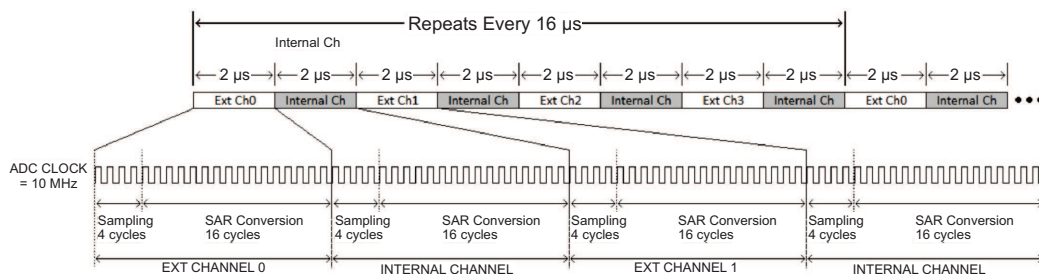 Repeats Every 16 µs
Internal Ch
2 µs 2 µs 2 µs 2 µs 2 µs 2 µs 2 µs 2 µs 2 µs 2 µs
Ext Ch0 Internal Ch Ext Ch1 Internal Ch Ext Ch2 Internal Ch Ext Ch3 Internal Ch Ext Ch0 Internal Ch
ADC CLOCK
= 10 MHz
Sampling SAR Conversion Sampling SAR Conversion Sampling SAR Conversion Sampling SAR Conversion
4 cycles 16 cycles 4 cycles 16 cycles 4 cycles 16 cycles 4 cycles 16 cycles
EXT CHANNEL 0 INTERNAL CHANNEL EXT CHANNEL 1 INTERNAL CHANNEL